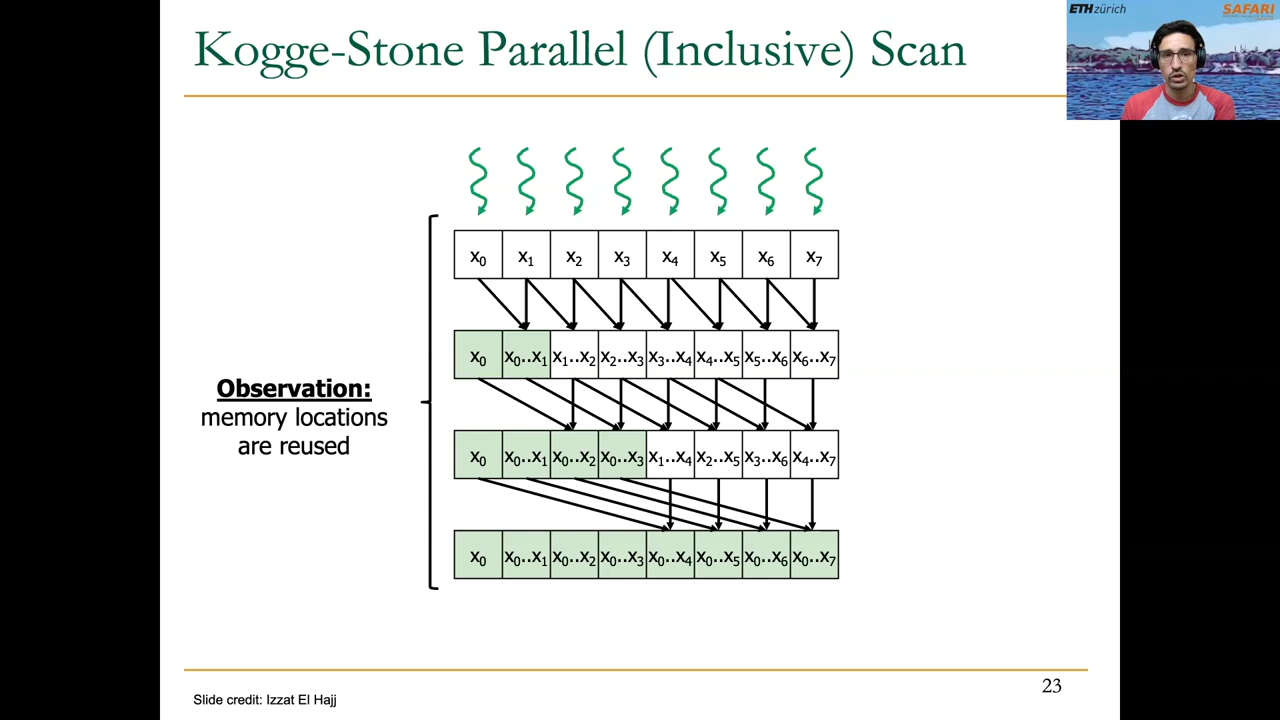 Kogge-Stone Parallel (Inclusive) Scan
ETHzürich
SAFARI
x₀ x₁ x₂ x₃ x₄ x₅ x₆ x₇
x₀ x₀..x₁ x₁..x₂ x₂..x₃ x₃..x₄ x₄..x₅ x₅..x₆ x₆..x₇
Observation:
memory locations
are reused
x₀ x₀..x₁ x₀..x₂ x₀..x₃ x₁..x₄ x₂..x₅ x₃..x₆ x₄..x₇
x₀ x₀..x₁ x₀..x₂ x₀..x₃ x₀..x₄ x₀..x₅ x₀..x₆ x₀..x₇
Slide credit: Izzat El Hajj
23